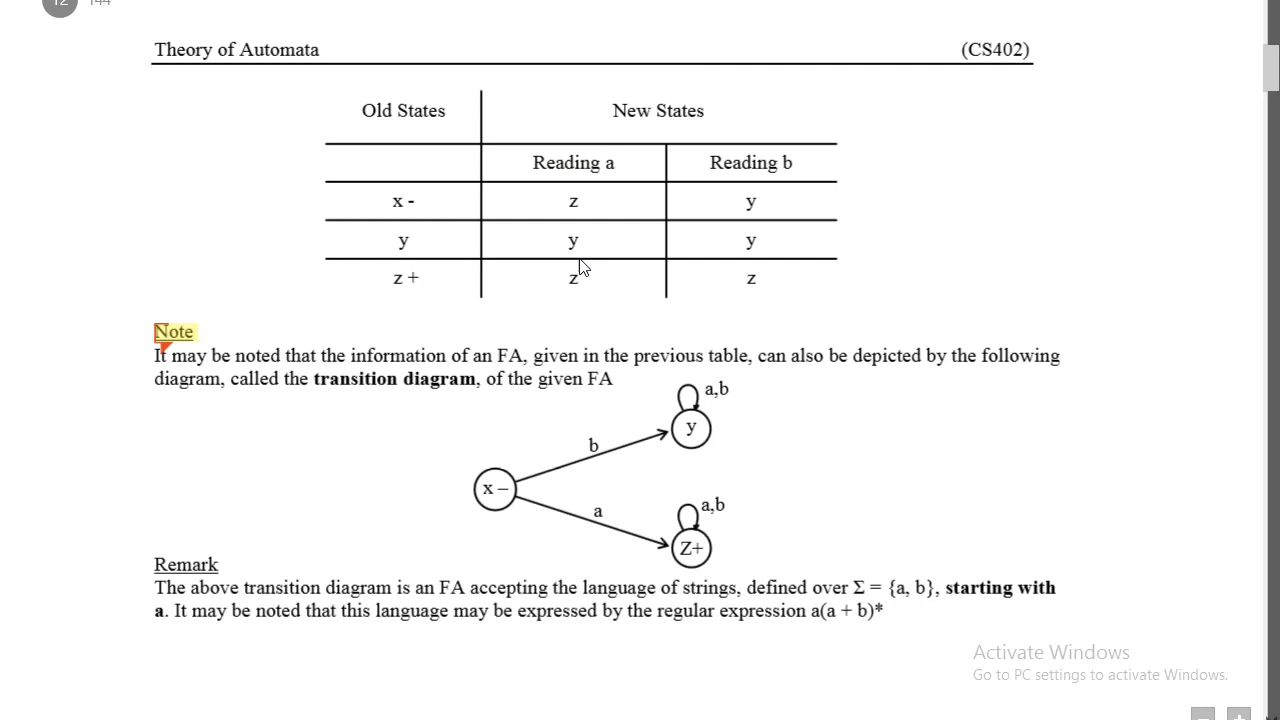 12 144
Theory of Automata (CS402)
Old States New States
Reading a Reading b
x - z y
y y y
z + z z
Note
It may be noted that the information of an FA, given in the previous table, can also be depicted by the following
diagram, called the transition diagram, of the given FA
a,b
y
b
x –
a
a,b
Z+
Remark
The above transition diagram is an FA accepting the language of strings, defined over Σ = {a, b}, starting with
a. It may be noted that this language may be expressed by the regular expression a(a + b)*
Activate Windows
Go to PC settings to activate Windows.